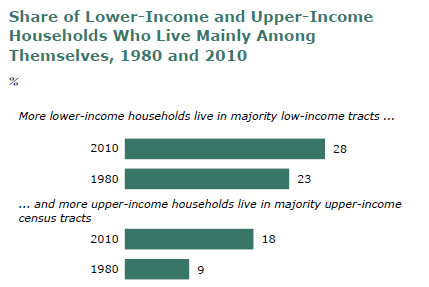 Share of Lower-Income and Upper-Income
Households Who Live Mainly Among
Themselves, 1980 and 2010
%
More lower-income households live in majority low-income tracts ...
2010 28
1980 23
... and more upper-income households live in majority upper-income
census tracts
2010 18
1980 9